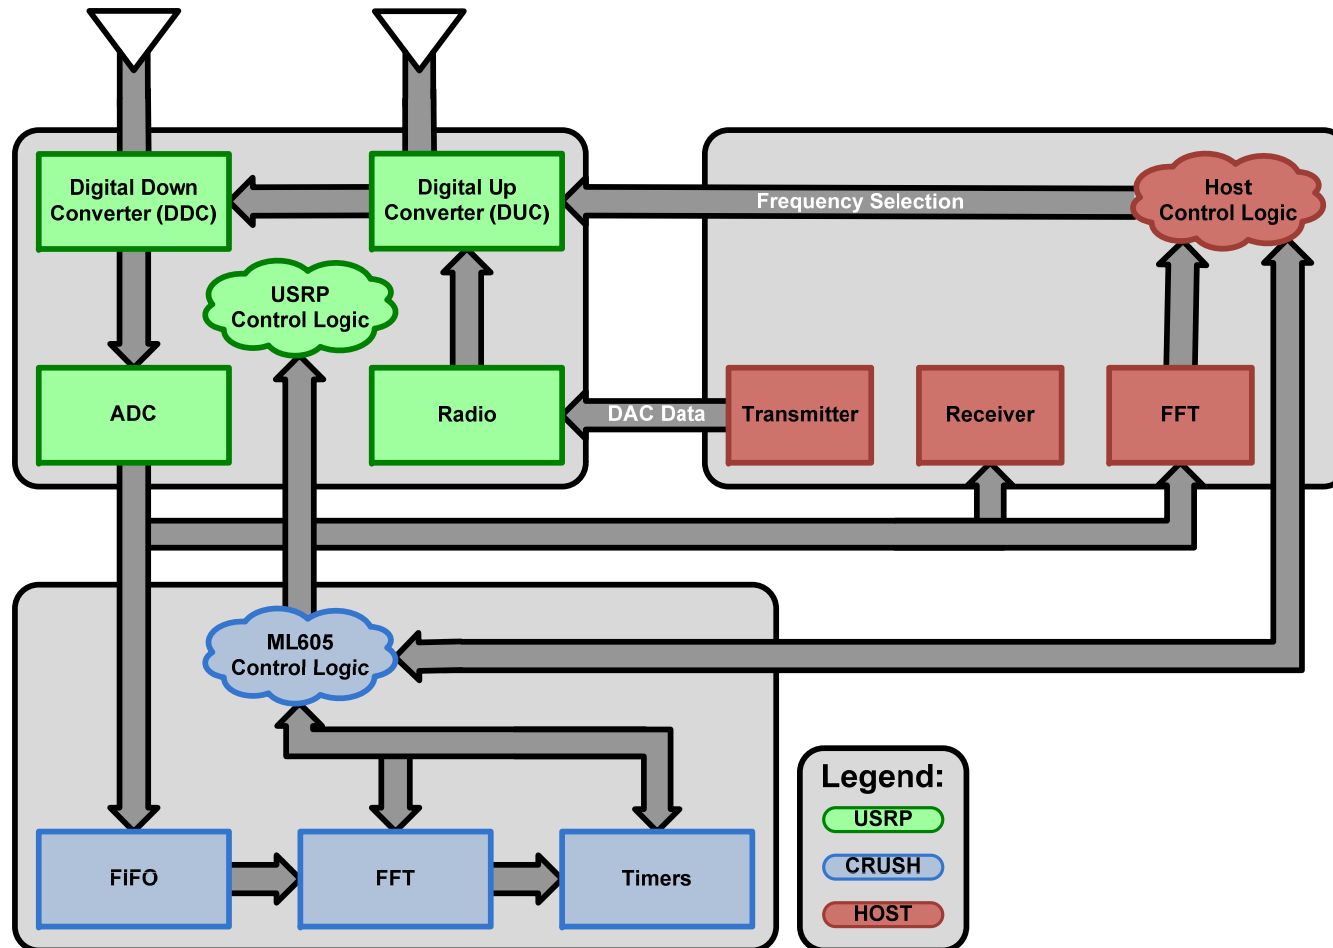 Digital Down
Converter (DDC)
Digital Up
Converter (DUC)
Frequency Selection
Host
Control Logic
USRP
Control Logic
ADC
Radio
DAC Data
Transmitter
Receiver
FFT
ML605
Control Logic
FiFO
FFT
Timers
Legend:
USRP
CRUSH
HOST